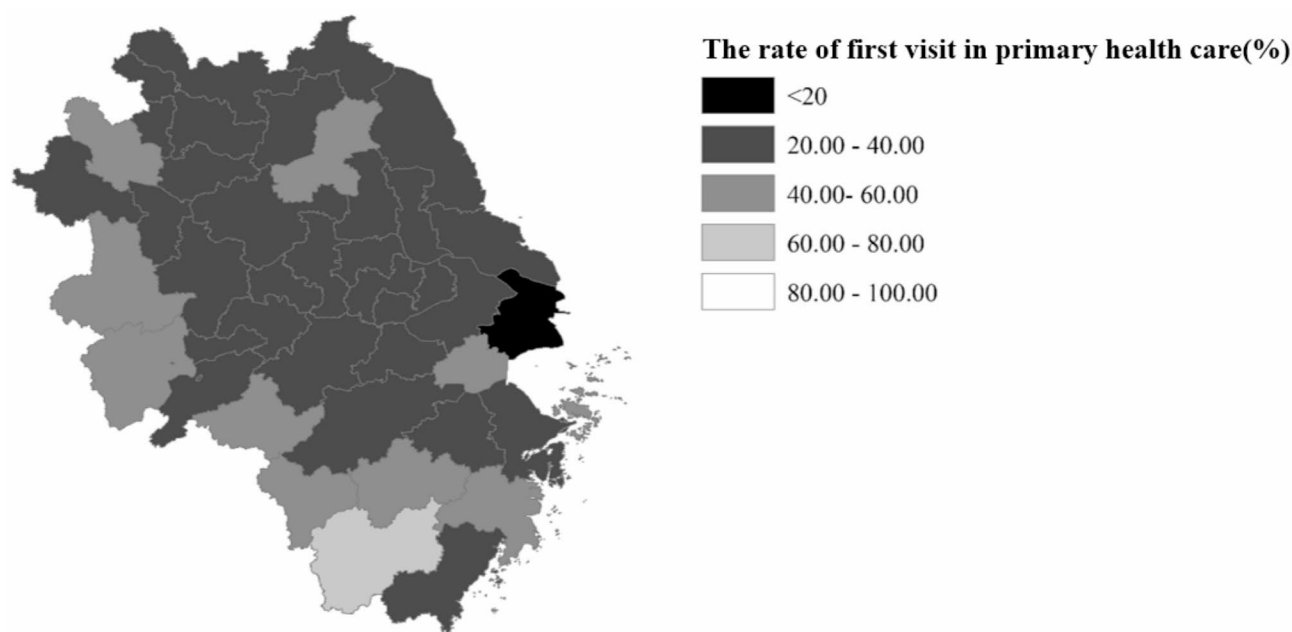 The rate of first visit in primary health care(%)
<20
20.00 - 40.00
40.00- 60.00
60.00 - 80.00
80.00 - 100.00